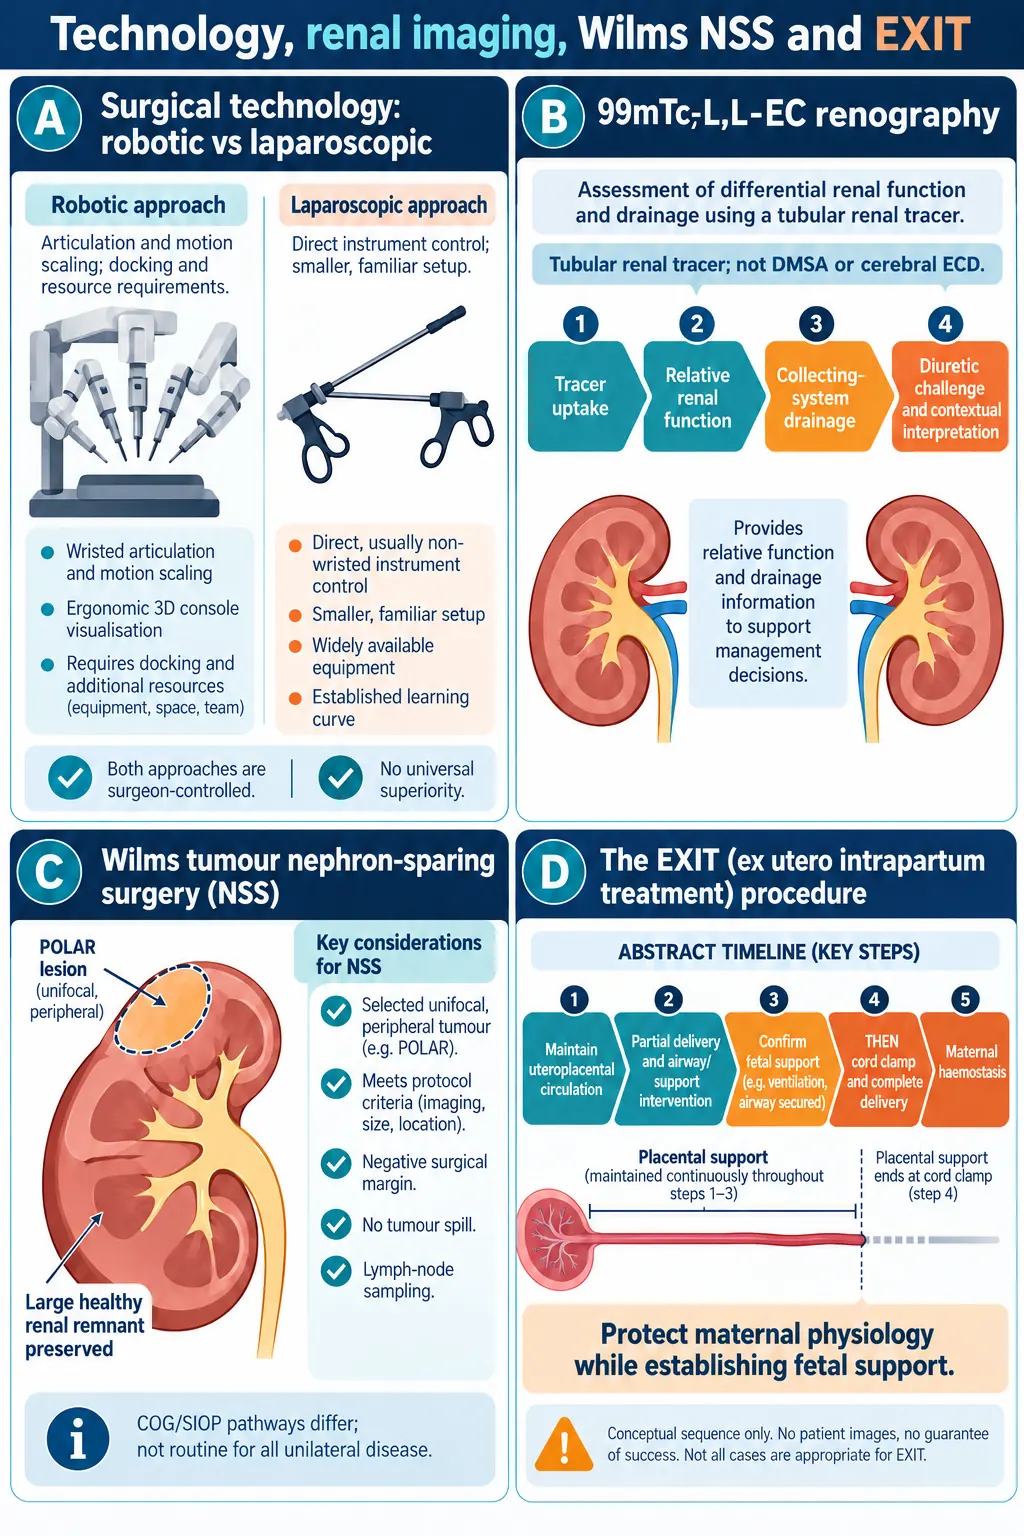 Technology, renal imaging, Wilms NSS and EXIT
A
Surgical technology:
robotic vs laparoscopic
Robotic approach
Articulation and motion
scaling; docking and
resource requirements.
Laparoscopic approach
Direct instrument control;
smaller, familiar setup.
Wristed articulation
and motion scaling
Ergonomic 3D console
visualisation
Requires docking and
additional resources
(equipment, space, team)
Direct, usually non-
wristed instrument
control
Smaller, familiar setup
Widely available
equipment
Established learning
curve
Both approaches are
surgeon-controlled.
No universal
superiority.
B
99mTc-L,L-EC renography
Assessment of differential renal function
and drainage using a tubular renal tracer.
Tubular renal tracer; not DMSA or cerebral ECD.
1
Tracer
uptake
2
Relative
renal
function
3
Collecting-
system
drainage
4
Diuretic
challenge
and contextual
interpretation
Provides
relative function
and drainage
information
to support
management
decisions.
C
Wilms tumour nephron-sparing
surgery (NSS)
POLAR
lesion
(unifocal,
peripheral)
Large healthy
renal remnant
preserved
Key considerations
for NSS
Selected unifocal,
peripheral tumour
(e.g. POLAR).
Meets protocol
criteria (imaging,
size, location).
Negative surgical
margin.
No tumour spill.
Lymph-node
sampling.
i
COG/SIOP pathways differ;
not routine for all unilateral disease.
D
The EXIT (ex utero intrapartum
treatment) procedure
ABSTRACT TIMELINE (KEY STEPS)
1
Maintain
uteroplacental
circulation
2
Partial delivery
and airway/
support
intervention
3
Confirm
fetal support
(e.g. ventilation,
airway secured)
4
THEN
cord clamp
and complete
delivery
5
Maternal
haemostasis
Placental support
(maintained continuously throughout
steps 1–3)
Placental support
ends at cord clamp
(step 4)
Protect maternal physiology
while establishing fetal support.
!
Conceptual sequence only. No patient images, no guarantee
of success. Not all cases are appropriate for EXIT.